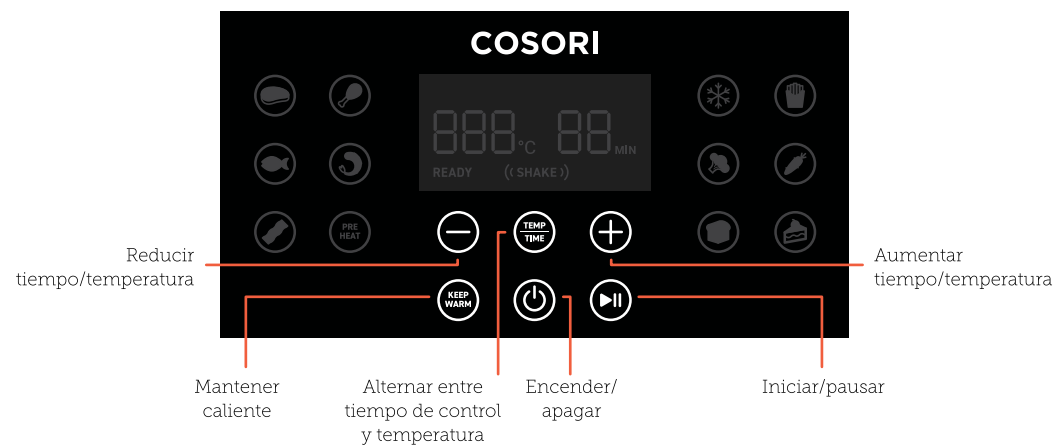 COSORI
888 °C 88 MIN
READY ((SHAKE))
PRE
HEAT
TEMP
TIME
Reducir
tiempo/temperatura
Aumentar
tiempo/temperatura
KEEP
WARM
Mantener
caliente
Alternar entre
tiempo de control
y temperatura
Encender/
apagar
Iniciar/pausar